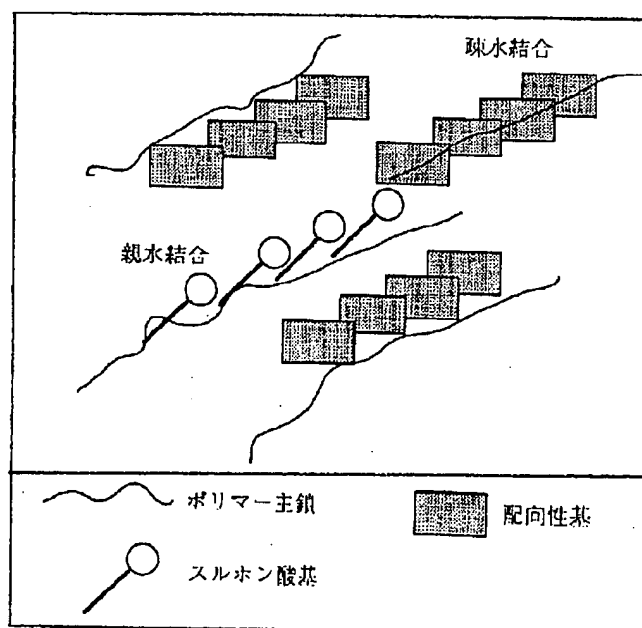 疎水結合
親水結合
ポリマー主鎖
配向性基
スルホン酸基